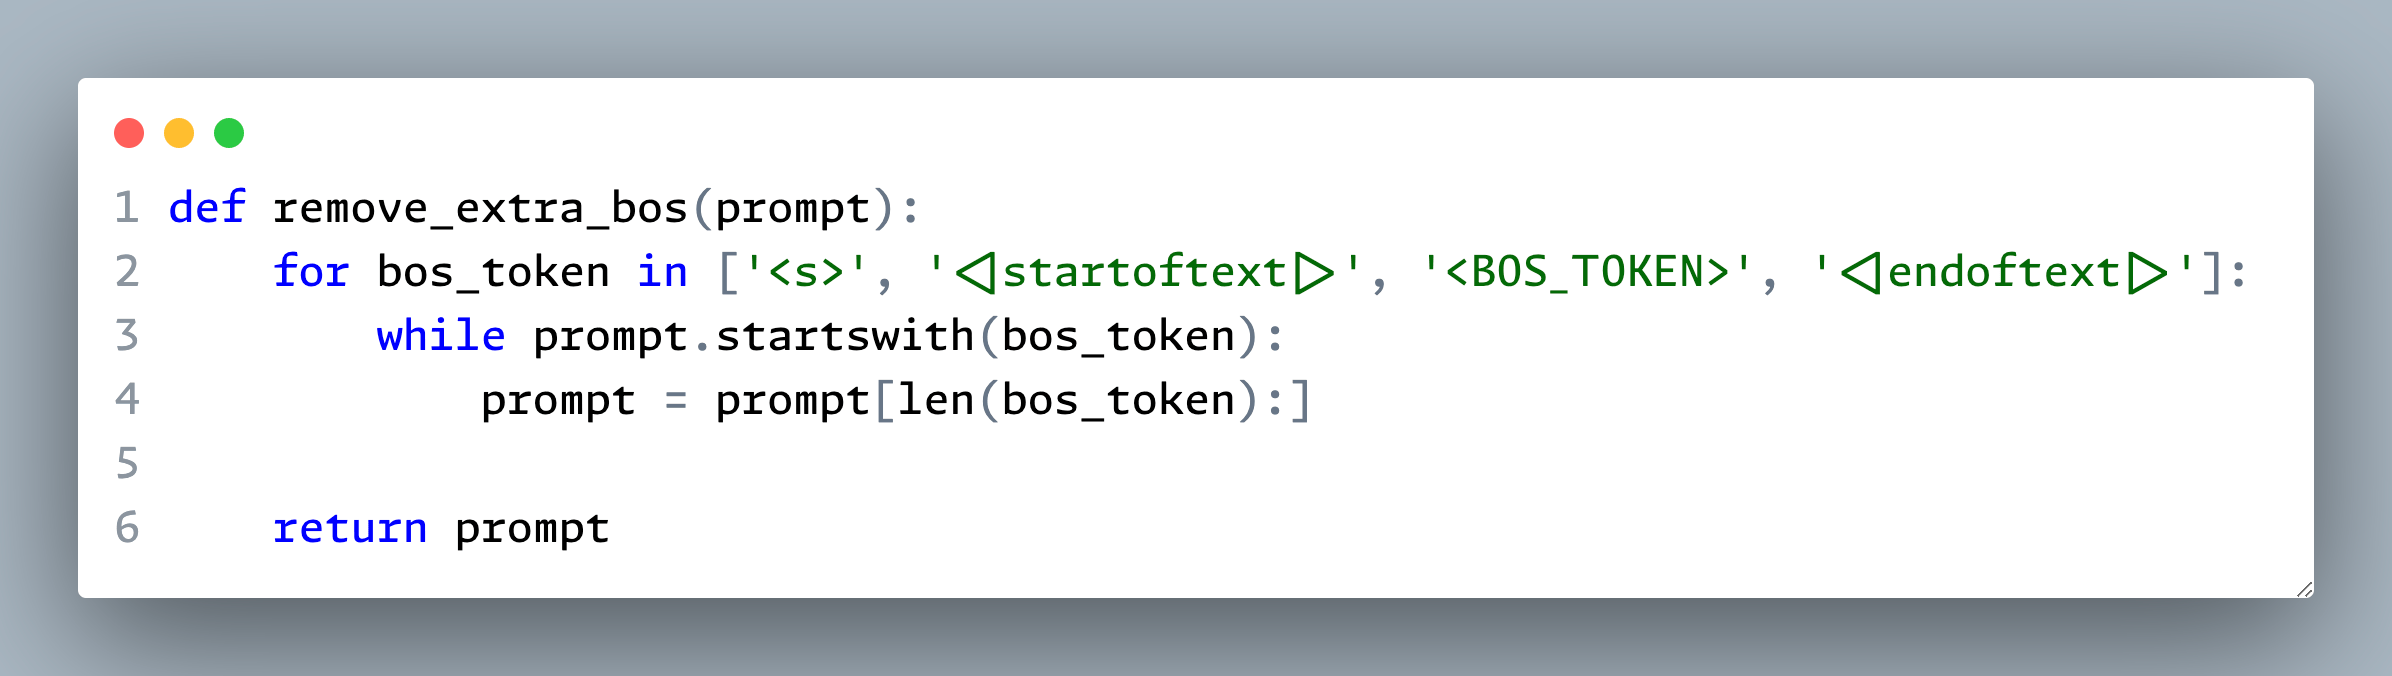 1 def remove_extra_bos(prompt):
2     for bos_token in ['<s>', '<|startoftext|>', '<BOS_TOKEN>', '<|endoftext|>']:
3         while prompt.startswith(bos_token):
4             prompt = prompt[len(bos_token):]
5
6     return prompt